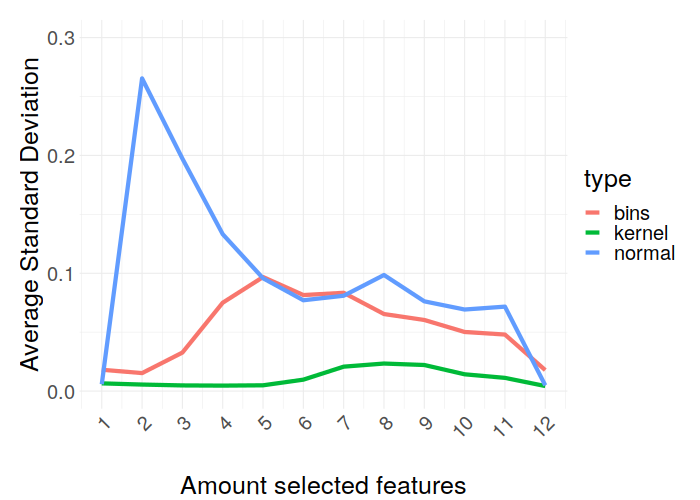 Average Standard Deviation
0.3
0.2
0.1
0.0
1 2 3 4 5 6 7 8 9 10 11 12
Amount selected features
type
bins
kernel
normal